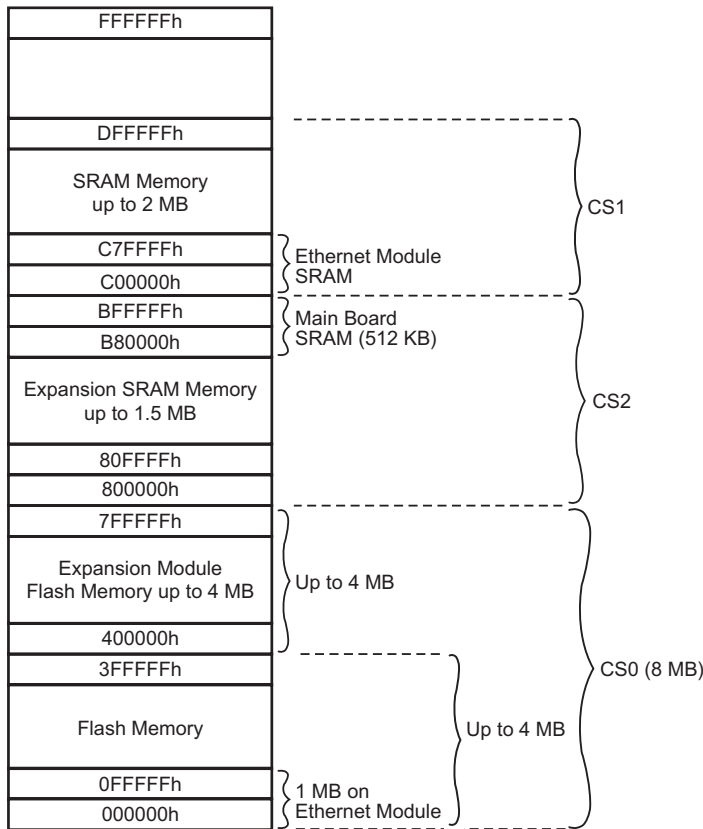 FFFFFFh
DFFFFFh
SRAM Memory
up to 2 MB
CS1
C7FFFFh
Ethernet Module
SRAM
C00000h
BFFFFFh
Main Board
SRAM (512 KB)
B80000h
Expansion SRAM Memory
up to 1.5 MB
CS2
80FFFFh
800000h
7FFFFFh
Expansion Module
Flash Memory up to 4 MB
Up to 4 MB
400000h
3FFFFFh
CS0 (8 MB)
Flash Memory
Up to 4 MB
0FFFFFh
1 MB on
Ethernet Module
000000h